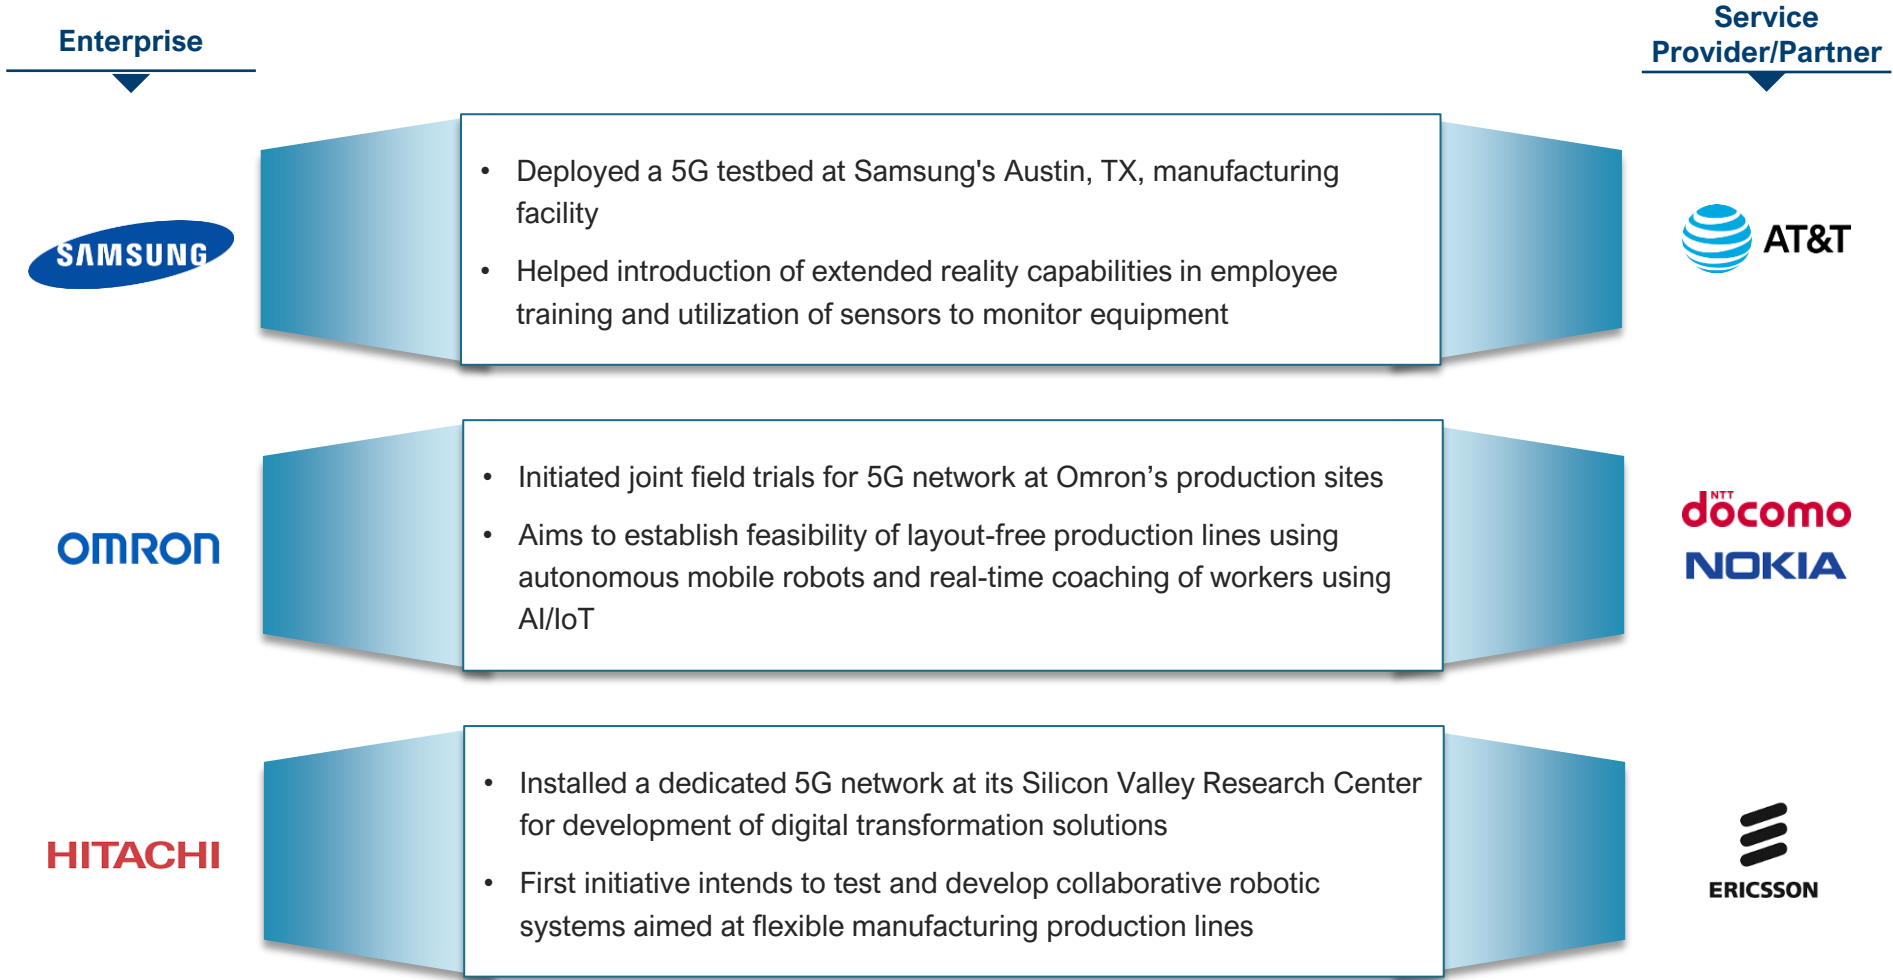 Enterprise
Service
Provider/Partner
SAMSUNG
• Deployed a 5G testbed at Samsung's Austin, TX, manufacturing
facility
• Helped introduction of extended reality capabilities in employee
training and utilization of sensors to monitor equipment
AT&T
OMRON
• Initiated joint field trials for 5G network at Omron’s production sites
• Aims to establish feasibility of layout-free production lines using
autonomous mobile robots and real-time coaching of workers using
AI/IoT
NTT
döcomo
NOKIA
HITACHI
• Installed a dedicated 5G network at its Silicon Valley Research Center
for development of digital transformation solutions
• First initiative intends to test and develop collaborative robotic
systems aimed at flexible manufacturing production lines
ERICSSON